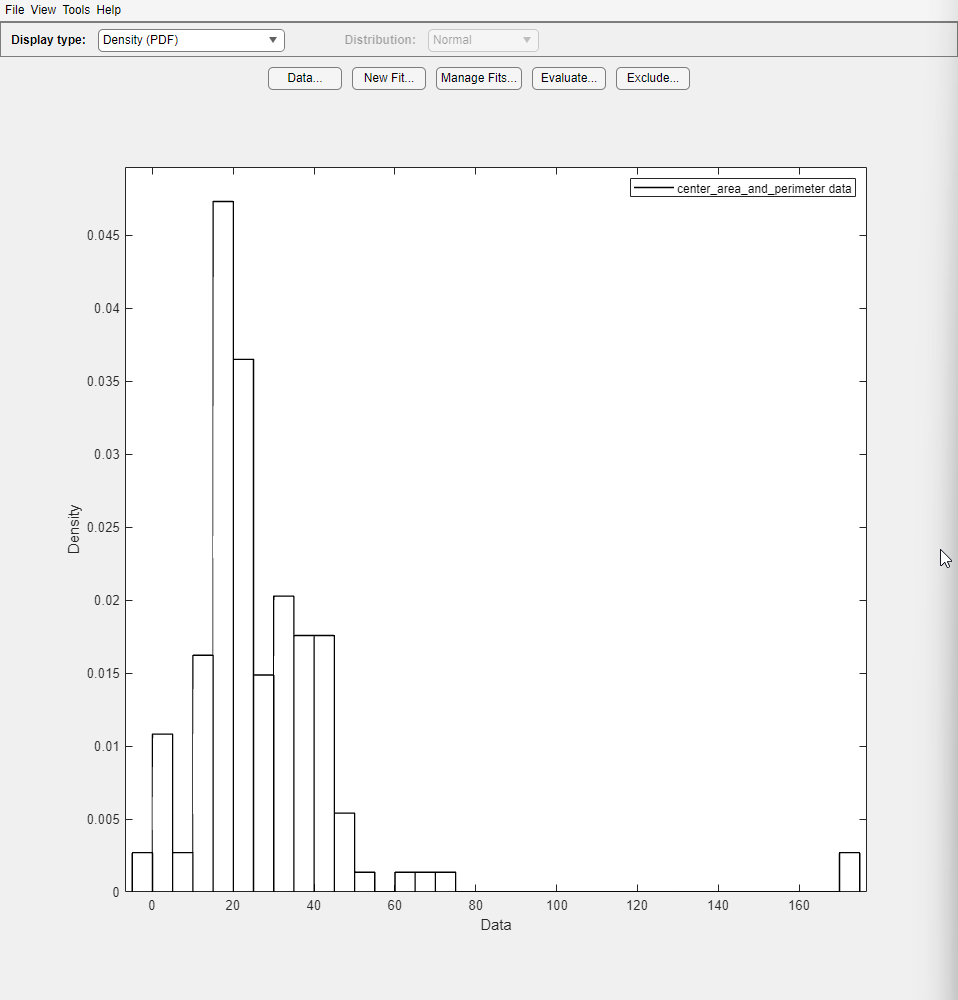 File View Tools Help
Display type: Density (PDF) Distribution: Normal
Data... New Fit... Manage Fits... Evaluate... Exclude...
center_area_and_perimeter data
0.045
0.04
0.035
0.03
0.025
0.02
0.015
0.01
0.005
0
Density
0 20 40 60 80 100 120 140 160
Data